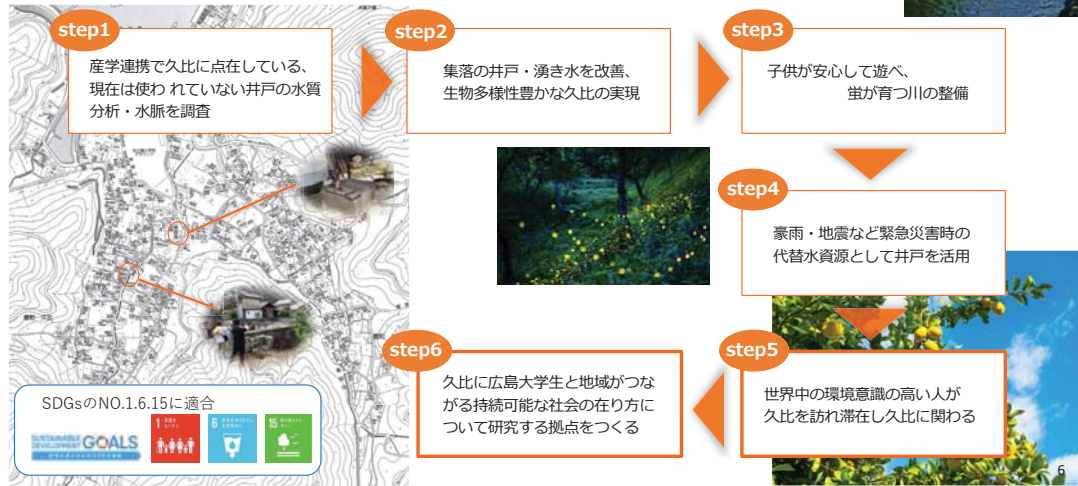 step1
産学連携で久比に点在している、
現在は使わ れていない井戸の水質
分析・水脈を調査
step2
集落の井戸・湧き水を改善、
生物多様性豊かな久比の実現
step3
子供が安心して遊べ、
蛍が育つ川の整備
step4
豪雨・地震など緊急災害時の
代替水資源として井戸を活用
step5
世界中の環境意識の高い人が
久比を訪れ滞在し久比に関わる
step6
久比に広島大学生と地域がつな
がる持続可能な社会の在り方に
ついて研究する拠点をつくる
SDGsのNO.1.6.15に適合
SUSTAINABLE
DEVELOPMENT GOALS
1
6
15
6